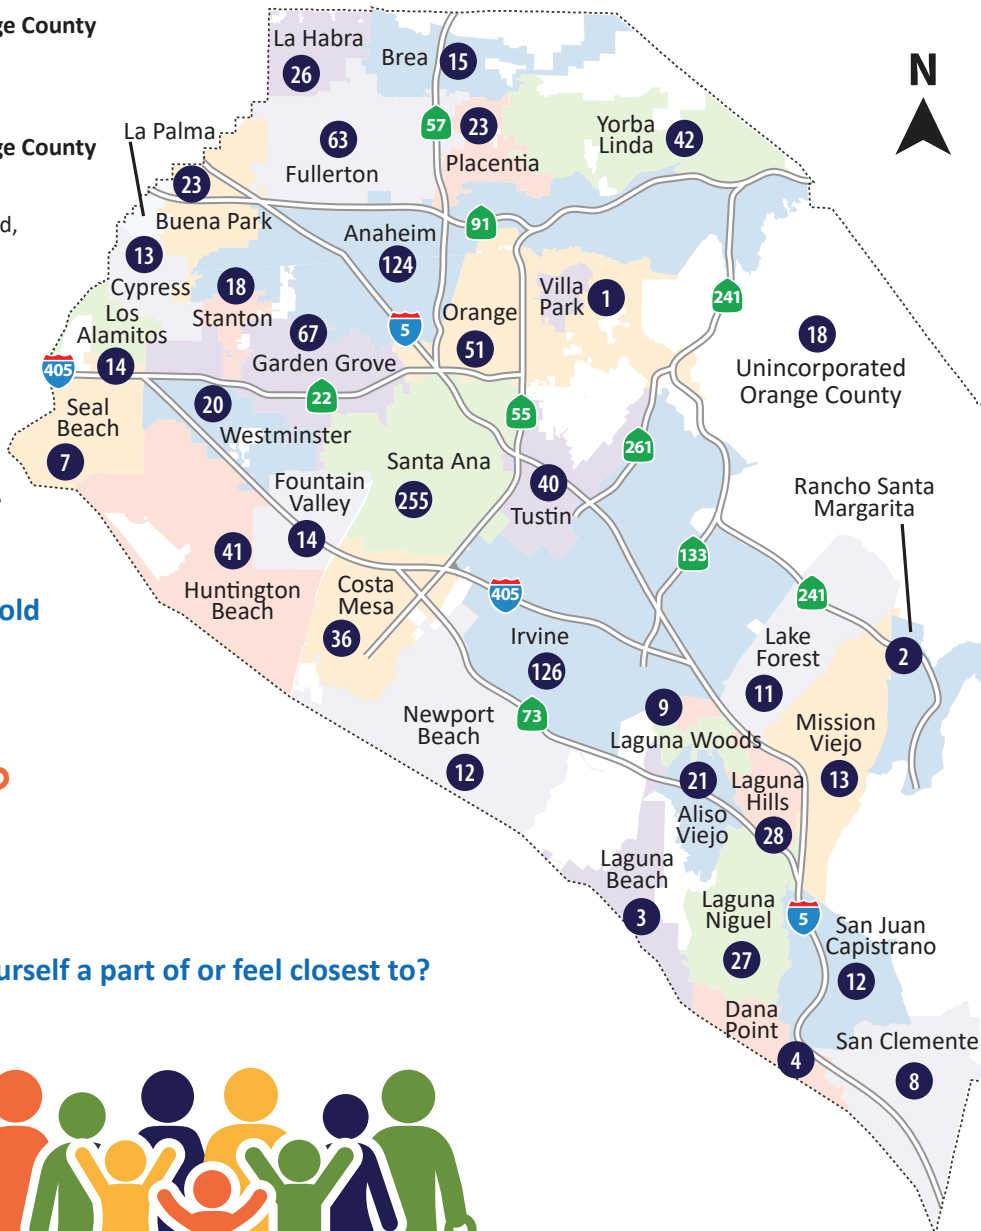 ge County
La Habra
26
Brea
15
N
57
23
Placentia
Yorba
Linda
42
La Palma
63
Fullerton
ge County
23
Buena Park
91
d,
Anaheim
124
13
Cypress
18
Stanton
Villa
Park
1
241
Los
Alamitos
14
67
Garden Grove
5
Orange
51
18
Unincorporated
Orange County
405
22
20
Westminster
55
Seal
Beach
7
261
Santa Ana
255
Fountain
Valley
14
40
Tustin
Rancho Santa
Margarita
41
Huntington
Beach
133
old
Costa
Mesa
36
405
241
Irvine
126
Lake
Forest
11
2
Newport
Beach
12
73
9
Laguna Woods
Mission
Viejo
13
21
Aliso
Viejo
Laguna
Hills
28
Laguna
Beach
3
Laguna
Niguel
27
5
San Juan
Capistrano
12
urself a part of or feel closest to?
Dana
Point
4
San Clemente
8